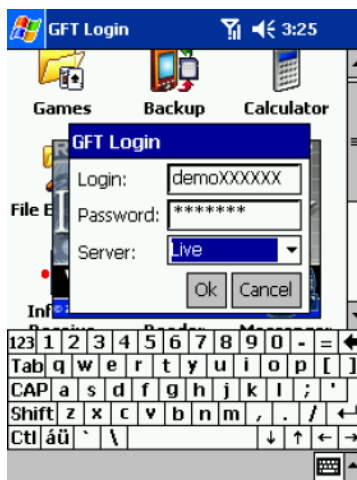 GFT Login 3:25
Games Backup Calculator
GFT Login
Login: demoXXXXXX
File E
Password: *******
Server: Live
Ok Cancel
Inf
123 1 2 3 4 5 6 7 8 9 0 - =
Tab q w e r t y u i o p [ ]
CAP a s d f g h j k l ; '
Shift z x c v b n m , . /
Ctl áü ` \